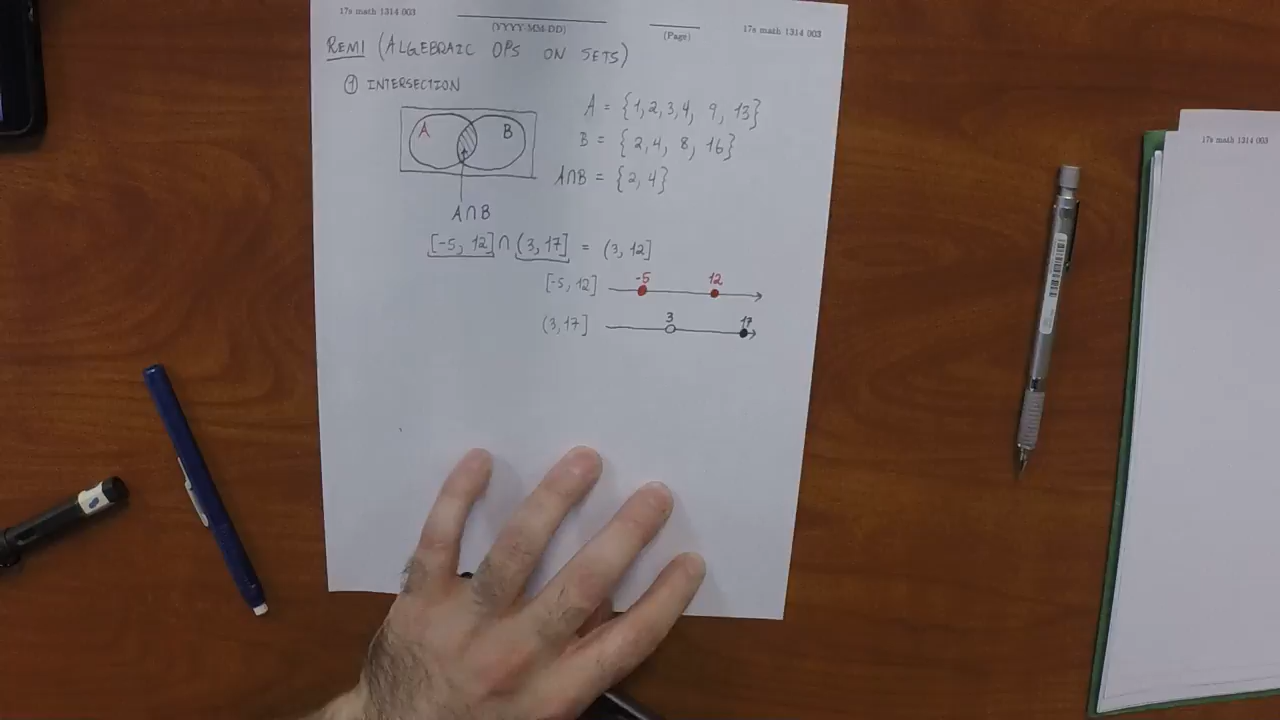 17s math 1314 003
(YYYY-MM-DD)
(Page)
17s math 1314 003
REM1 (ALGEBRAIC OPS ON SETS)
① INTERSECTION
A B
A∩B
A = {1,2,3,4, 9, 13}
B = {2,4, 8, 16}
A∩B = {2,4}
[-5, 12] ∩ (3, 17] = (3, 12]
[-5, 12] -5 12
(3,17] 3 17
17s math 1314 003